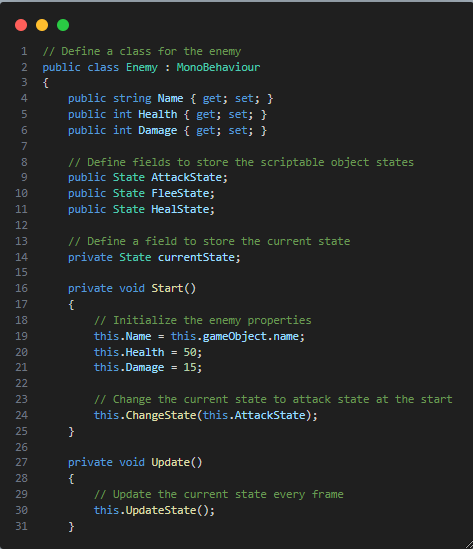 1 // Define a class for the enemy
2 public class Enemy : MonoBehaviour
3 {
4     public string Name { get; set; }
5     public int Health { get; set; }
6     public int Damage { get; set; }
7
8     // Define fields to store the scriptable object states
9     public State AttackState;
10     public State FleeState;
11     public State HealState;
12
13     // Define a field to store the current state
14     private State currentState;
15
16     private void Start()
17     {
18         // Initialize the enemy properties
19         this.Name = this.gameObject.name;
20         this.Health = 50;
21         this.Damage = 15;
22
23         // Change the current state to attack state at the start
24         this.ChangeState(this.AttackState);
25     }
26
27     private void Update()
28     {
29         // Update the current state every frame
30         this.UpdateState();
31     }